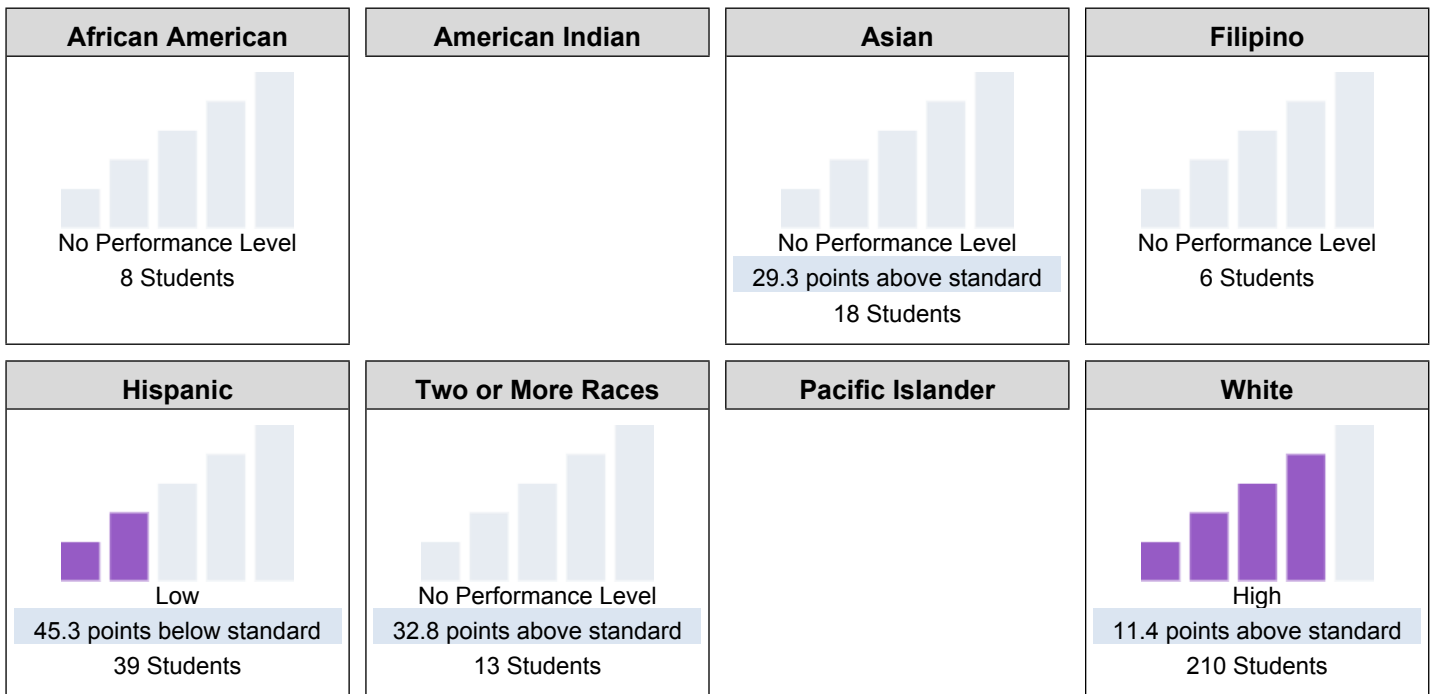 African American
No Performance Level
8 Students
American Indian
Asian
No Performance Level
29.3 points above standard
18 Students
Filipino
No Performance Level
6 Students
Hispanic
Low
45.3 points below standard
39 Students
Two or More Races
No Performance Level
32.8 points above standard
13 Students
Pacific Islander
White
High
11.4 points above standard
210 Students